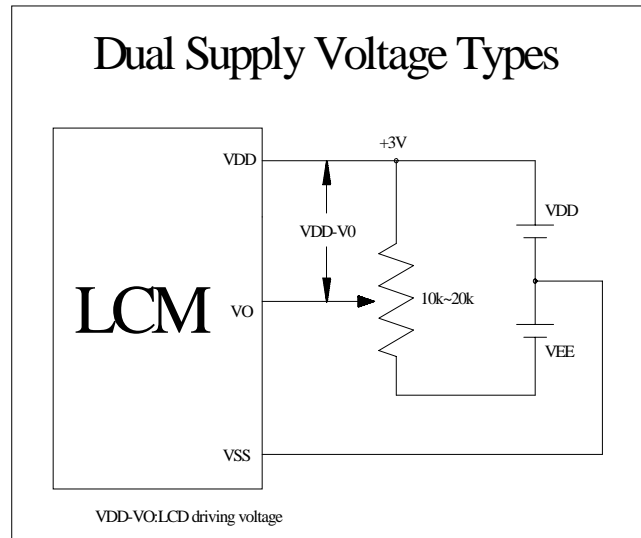 Dual Supply Voltage Types
+3V
VDD
VDD
VDD-V0
LCM
VO
10k~20k
VEE
VSS
VDD-VO:LCD driving voltage